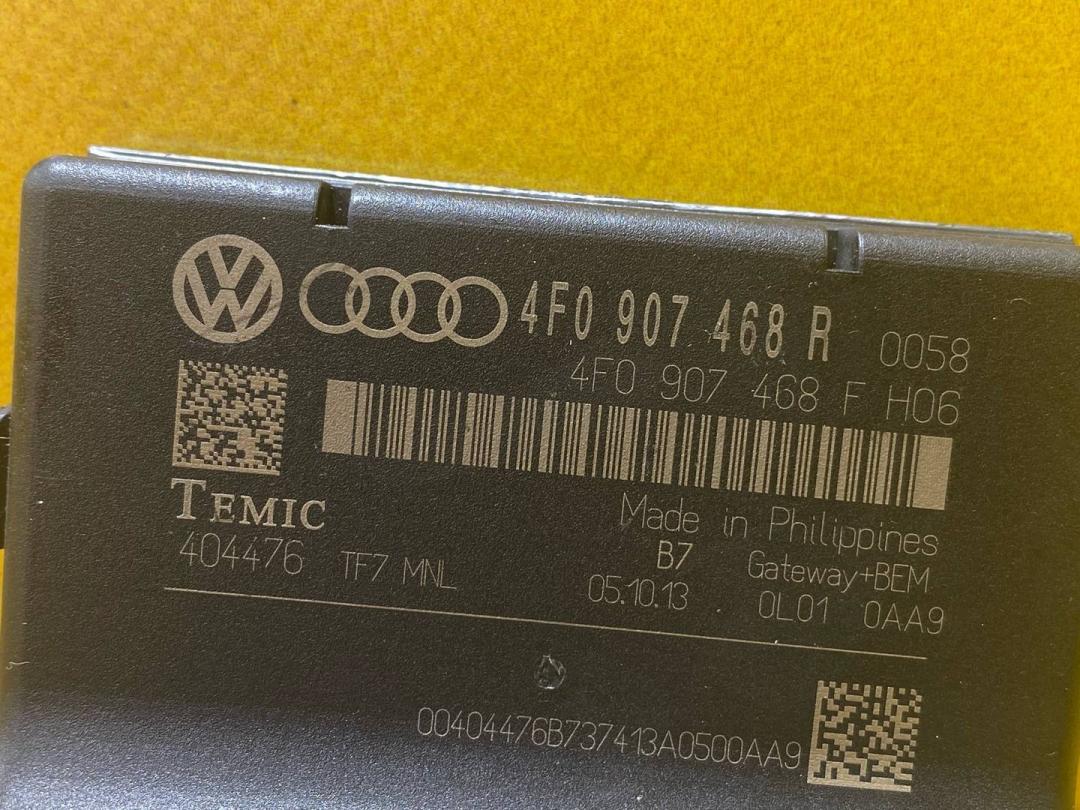 4F0 907 468 R 0058
4F0 907 468 F H06
TEMIC
404476 TF7 MNL
Made in Philippines
B7 Gateway+BEM
05.10.13 0L01 0AA9
00404476B737413A0500AA9